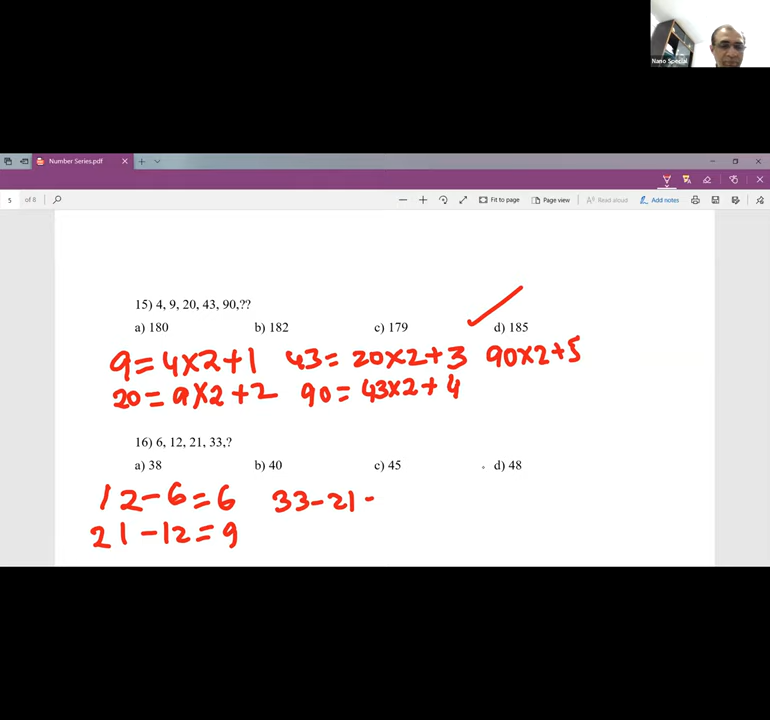 Nano Special
Number Series.pdf
5 of 8
Fit to page
Page view
Read aloud
Add notes
15) 4, 9, 20, 43, 90,??
a) 180 b) 182 c) 179 d) 185
9=4×2+1 43=20×2+3 90×2+5
20=9×2+2 90=43×2+4
16) 6, 12, 21, 33,?
a) 38 b) 40 c) 45 d) 48
12-6=6 33-21-
21-12=9